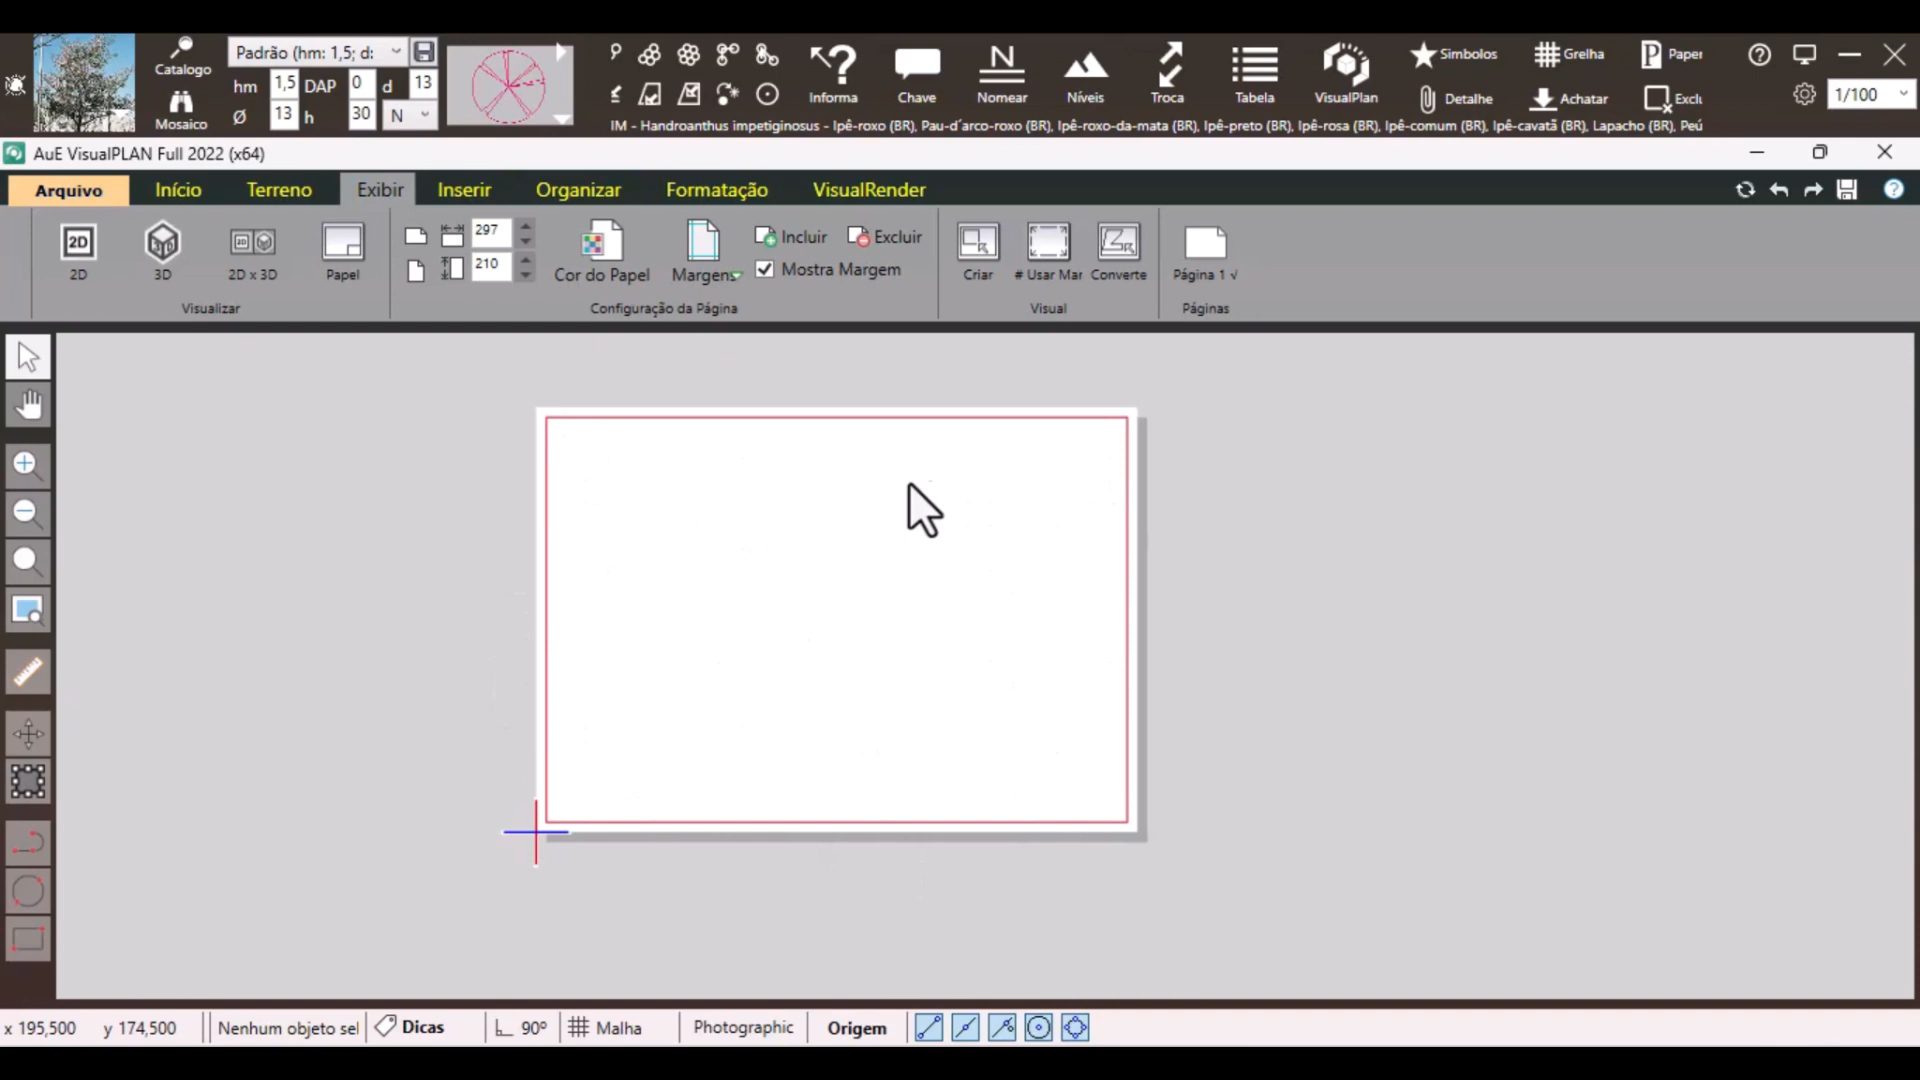 Catalogo
Mosaico
Padrão (hm: 1,5; d:
hm 1,5 DAP 0 d 13
Ø 13 h 30 N
Informa
Chave
Nomear
Níveis
Troca
Tabela
VisualPlan
Simbolos
Grelha
Paper
Detalhe
Achatar
Exclu
1/100
IM - Handroanthus impetiginosus - Ipê-roxo (BR), Pau-d´arco-roxo (BR), Ipê-roxo-da-mata (BR), Ipê-preto (BR), Ipê-rosa (BR), Ipê-comum (BR), Ipê-cavatã (BR), Lapacho (BR), Peú
AuE VisualPLAN Full 2022 (x64)
Arquivo Início Terreno Exibir Inserir Organizar Formatação VisualRender
2D
2D
3D
2D x 3D
Papel
Visualizar
297
210
Cor do Papel
Margens
Incluir
Excluir
Mostra Margem
Configuração da Página
Criar
# Usar Mar
Converte
Visual
Página 1 √
Páginas
x 195,500 y 174,500 Nenhum objeto sel Dicas 90º Malha Photographic Origem